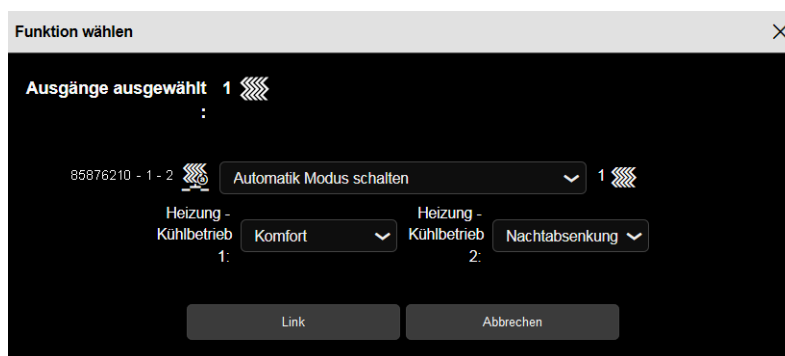 Funktion wählen
Ausgänge ausgewählt 1
:
85876210 - 1 - 2 Automatik Modus schalten 1
Heizung - Kühlbetrieb 1: Komfort Heizung - Kühlbetrieb 2: Nachtabsenkung
Link Abbrechen